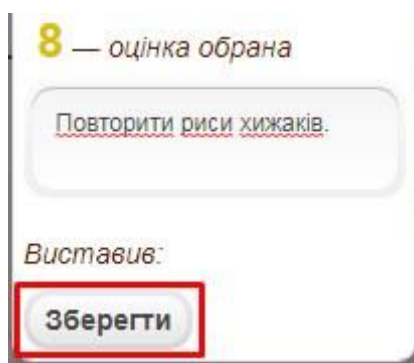 8 — оцінка обрана
Повторити риси хижаків.
Виставив:
Зберегти